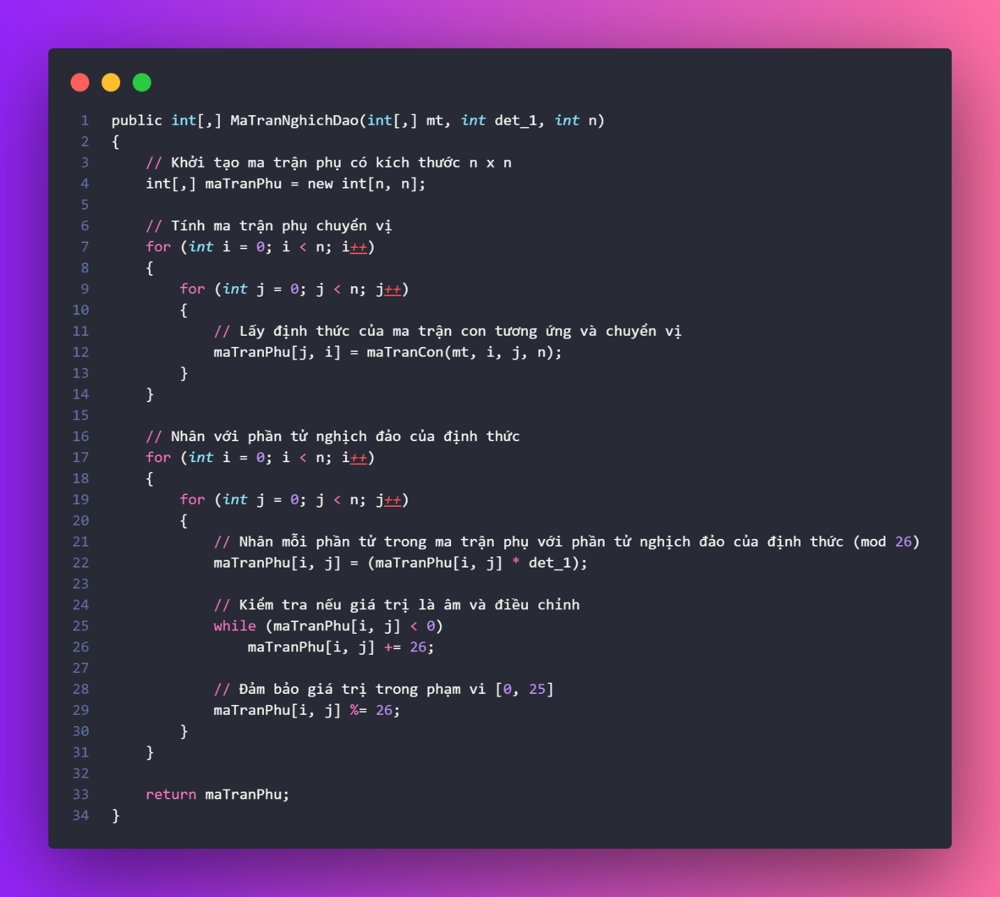 1 public int[,] MaTranNghichDao(int[,] mt, int det_1, int n)
2 {
3     // Khởi tạo ma trận phụ có kích thước n x n
4     int[,] maTranPhu = new int[n, n];
5
6     // Tính ma trận phụ chuyển vị
7     for (int i = 0; i < n; i++)
8     {
9         for (int j = 0; j < n; j++)
10         {
11             // Lấy định thức của ma trận con tương ứng và chuyển vị
12             maTranPhu[j, i] = maTranCon(mt, i, j, n);
13         }
14     }
15
16     // Nhân với phần tử nghịch đảo của định thức
17     for (int i = 0; i < n; i++)
18     {
19         for (int j = 0; j < n; j++)
20         {
21             // Nhân mỗi phần tử trong ma trận phụ với phần tử nghịch đảo của định thức (mod 26)
22             maTranPhu[i, j] = (maTranPhu[i, j] * det_1);
23
24             // Kiểm tra nếu giá trị là âm và điều chỉnh
25             while (maTranPhu[i, j] < 0)
26                 maTranPhu[i, j] += 26;
27
28             // Đảm bảo giá trị trong phạm vi [0, 25]
29             maTranPhu[i, j] %= 26;
30         }
31     }
32
33     return maTranPhu;
34 }